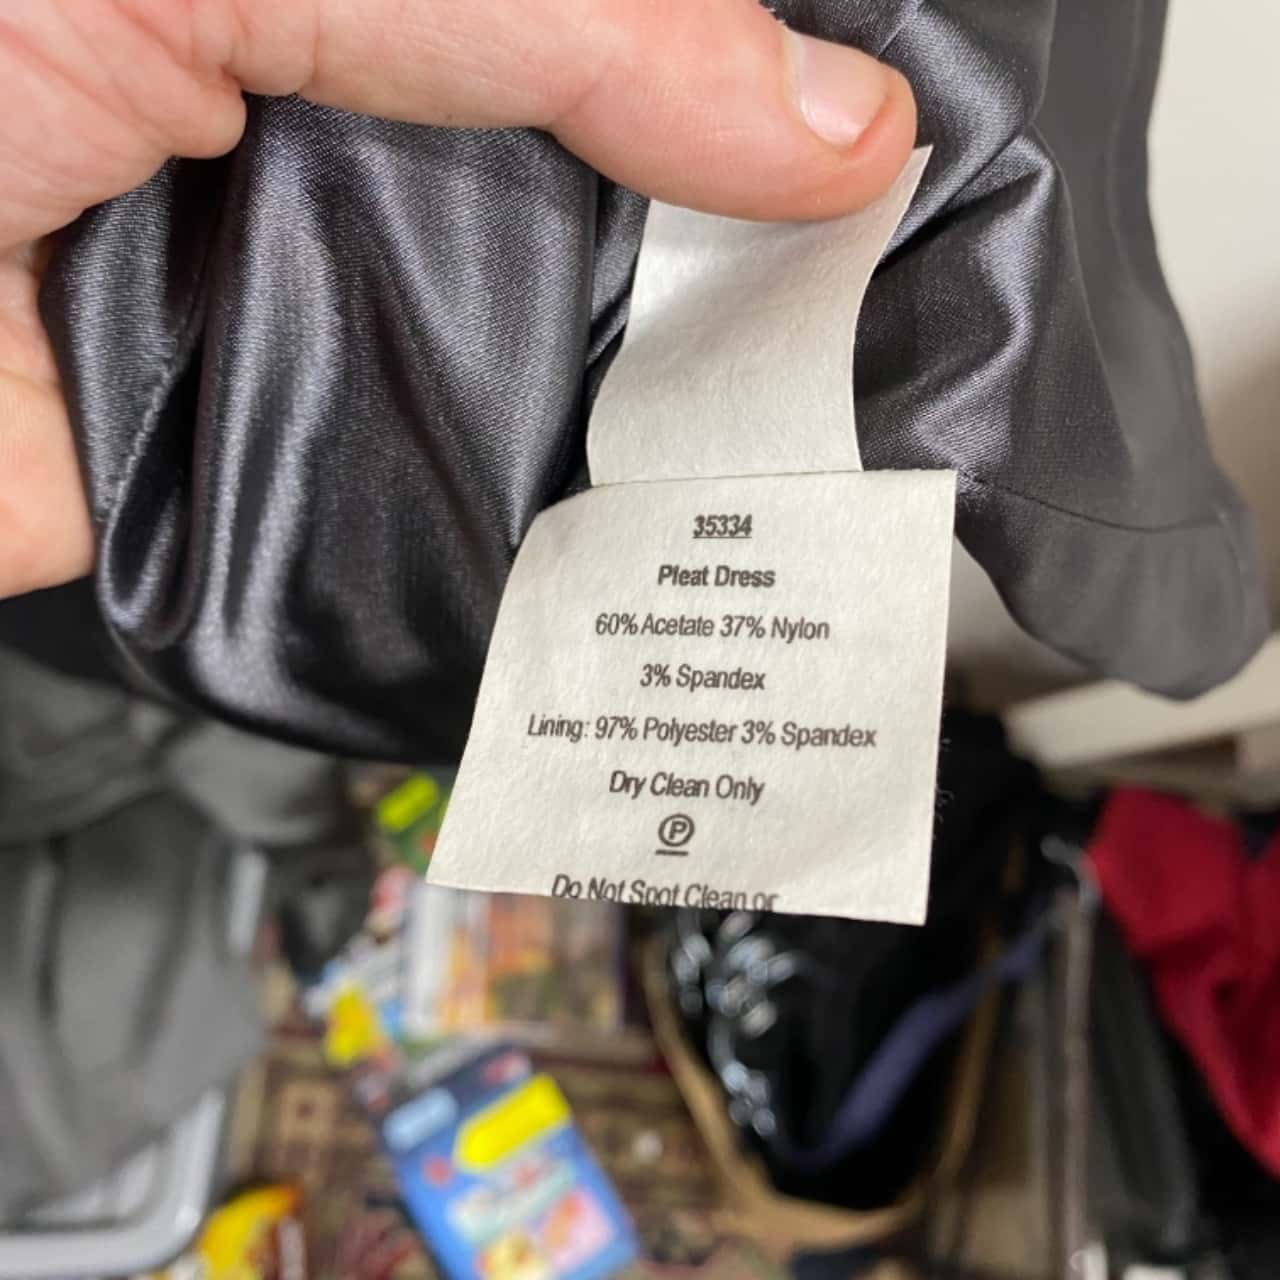 35334
Pleat Dress
60% Acetate 37% Nylon
3% Spandex
Lining: 97% Polyester 3% Spandex
Dry Clean Only
P
Do Not Spot Clean or